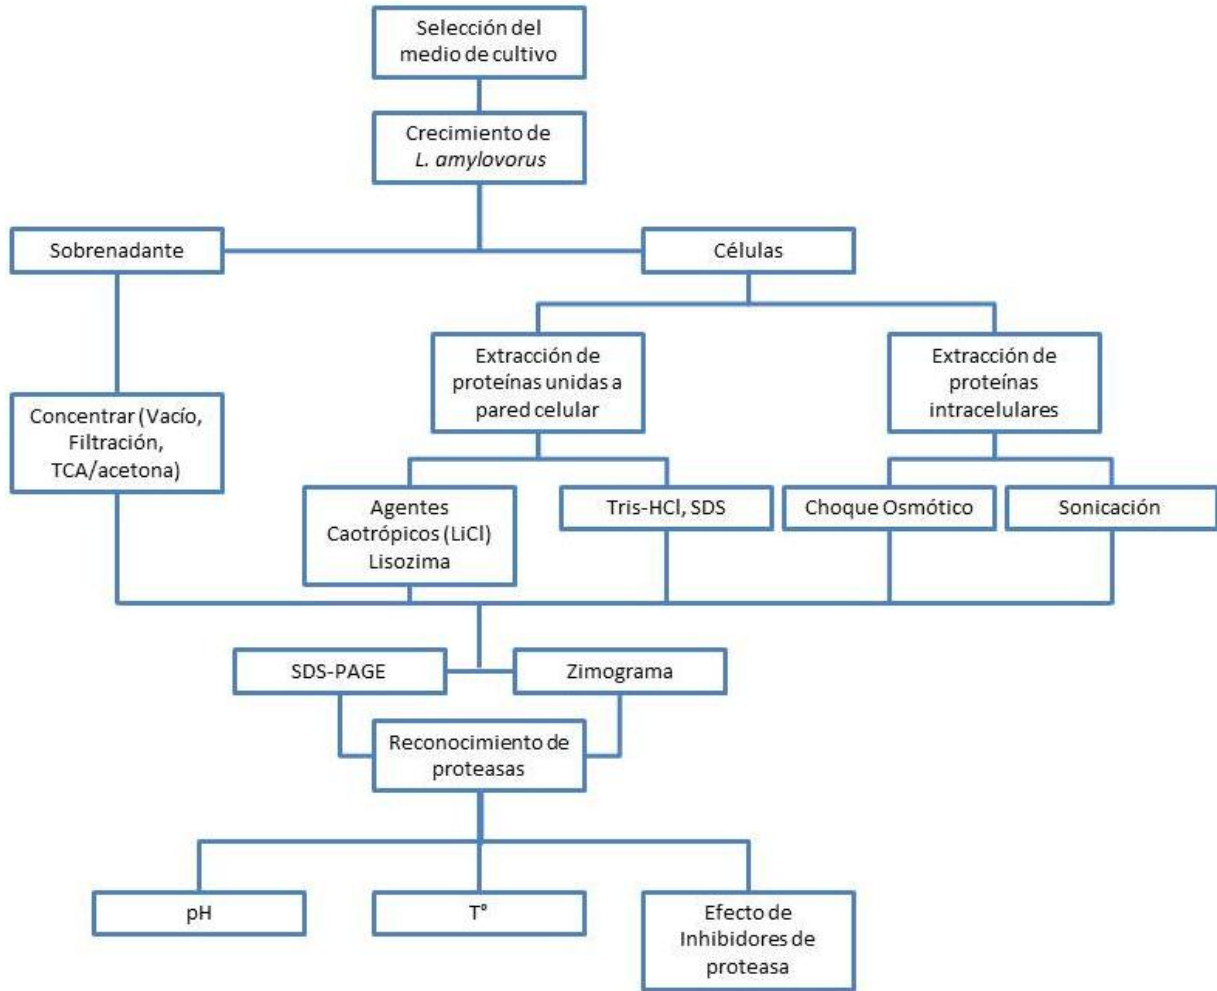 Selección del
medio de cultivo
Crecimiento de
L. amylovorus
Sobrenadante
Células
Extracción de
proteínas unidas a
pared celular
Extracción de
proteínas
intracelulares
Concentrar (Vacío,
Filtración,
TCA/acetona)
Agentes
Caotrópicos (LiCl)
Lisozima
Tris-HCl, SDS
Choque Osmótico
Sonicación
SDS-PAGE
Zimograma
Reconocimiento de
proteasas
pH
T°
Efecto de
Inhibidores de
proteasa